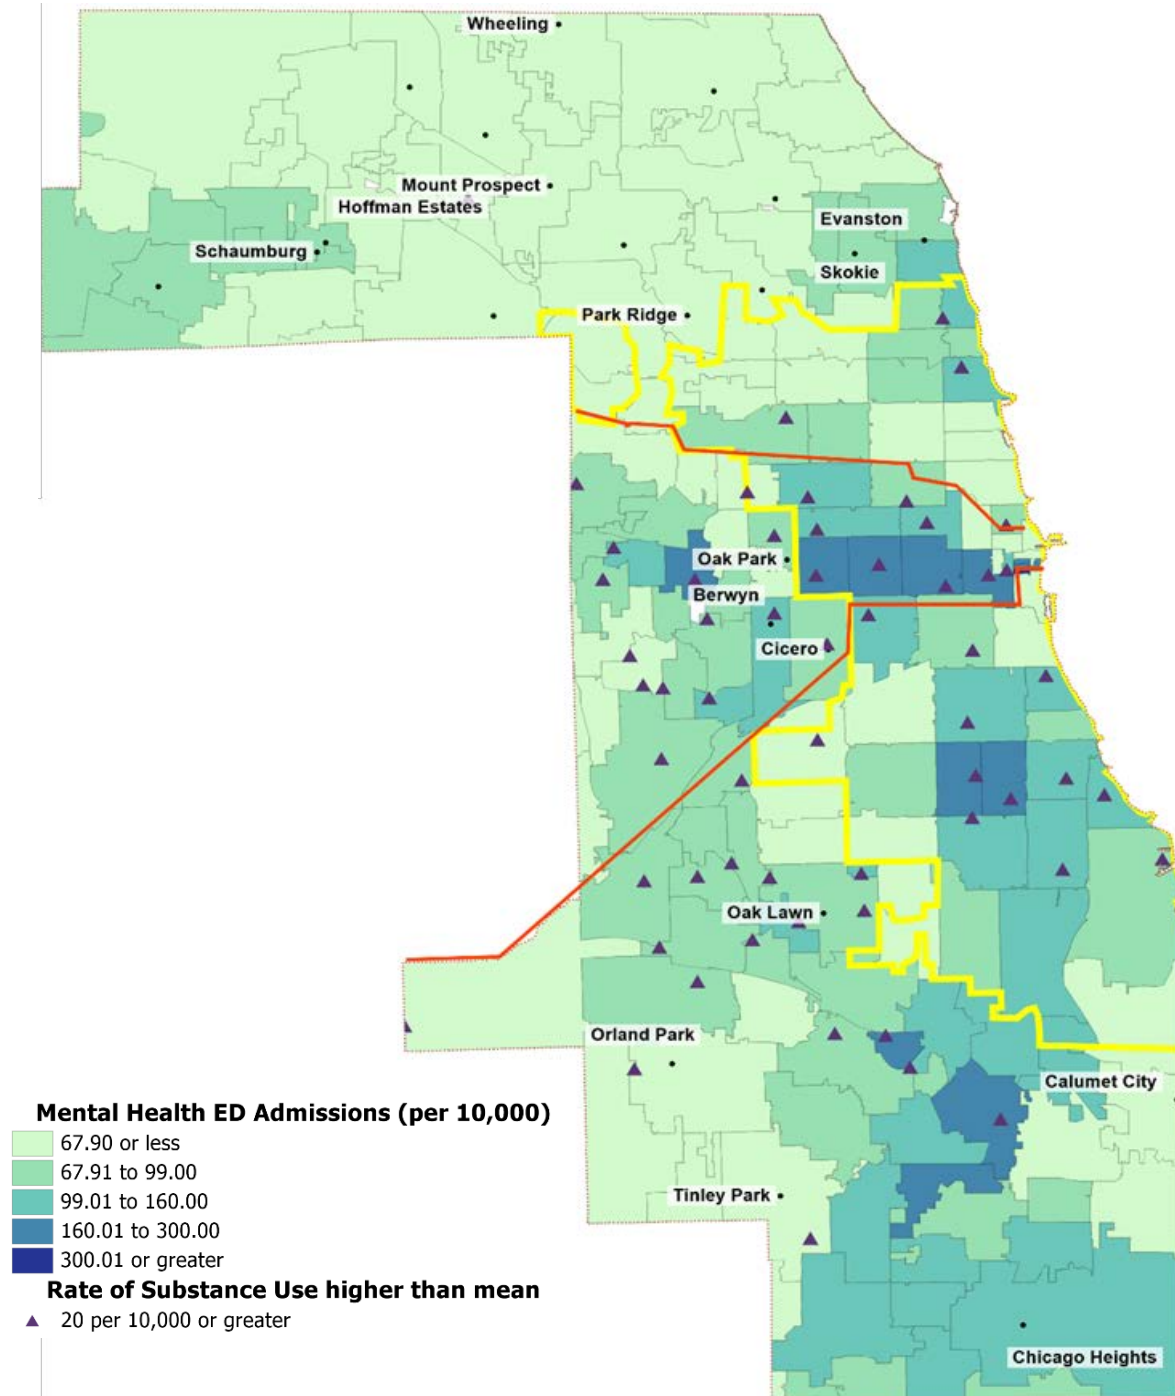 Wheeling
Mount Prospect
Hoffman Estates
Evanston
Schaumburg
Skokie
Park Ridge
Oak Park
Berwyn
Cicero
Oak Lawn
Orland Park
Calumet City
Mental Health ED Admissions (per 10,000)
67.90 or less
67.91 to 99.00
99.01 to 160.00
Tinley Park
160.01 to 300.00
300.01 or greater
Rate of Substance Use higher than mean
20 per 10,000 or greater
Chicago Heights